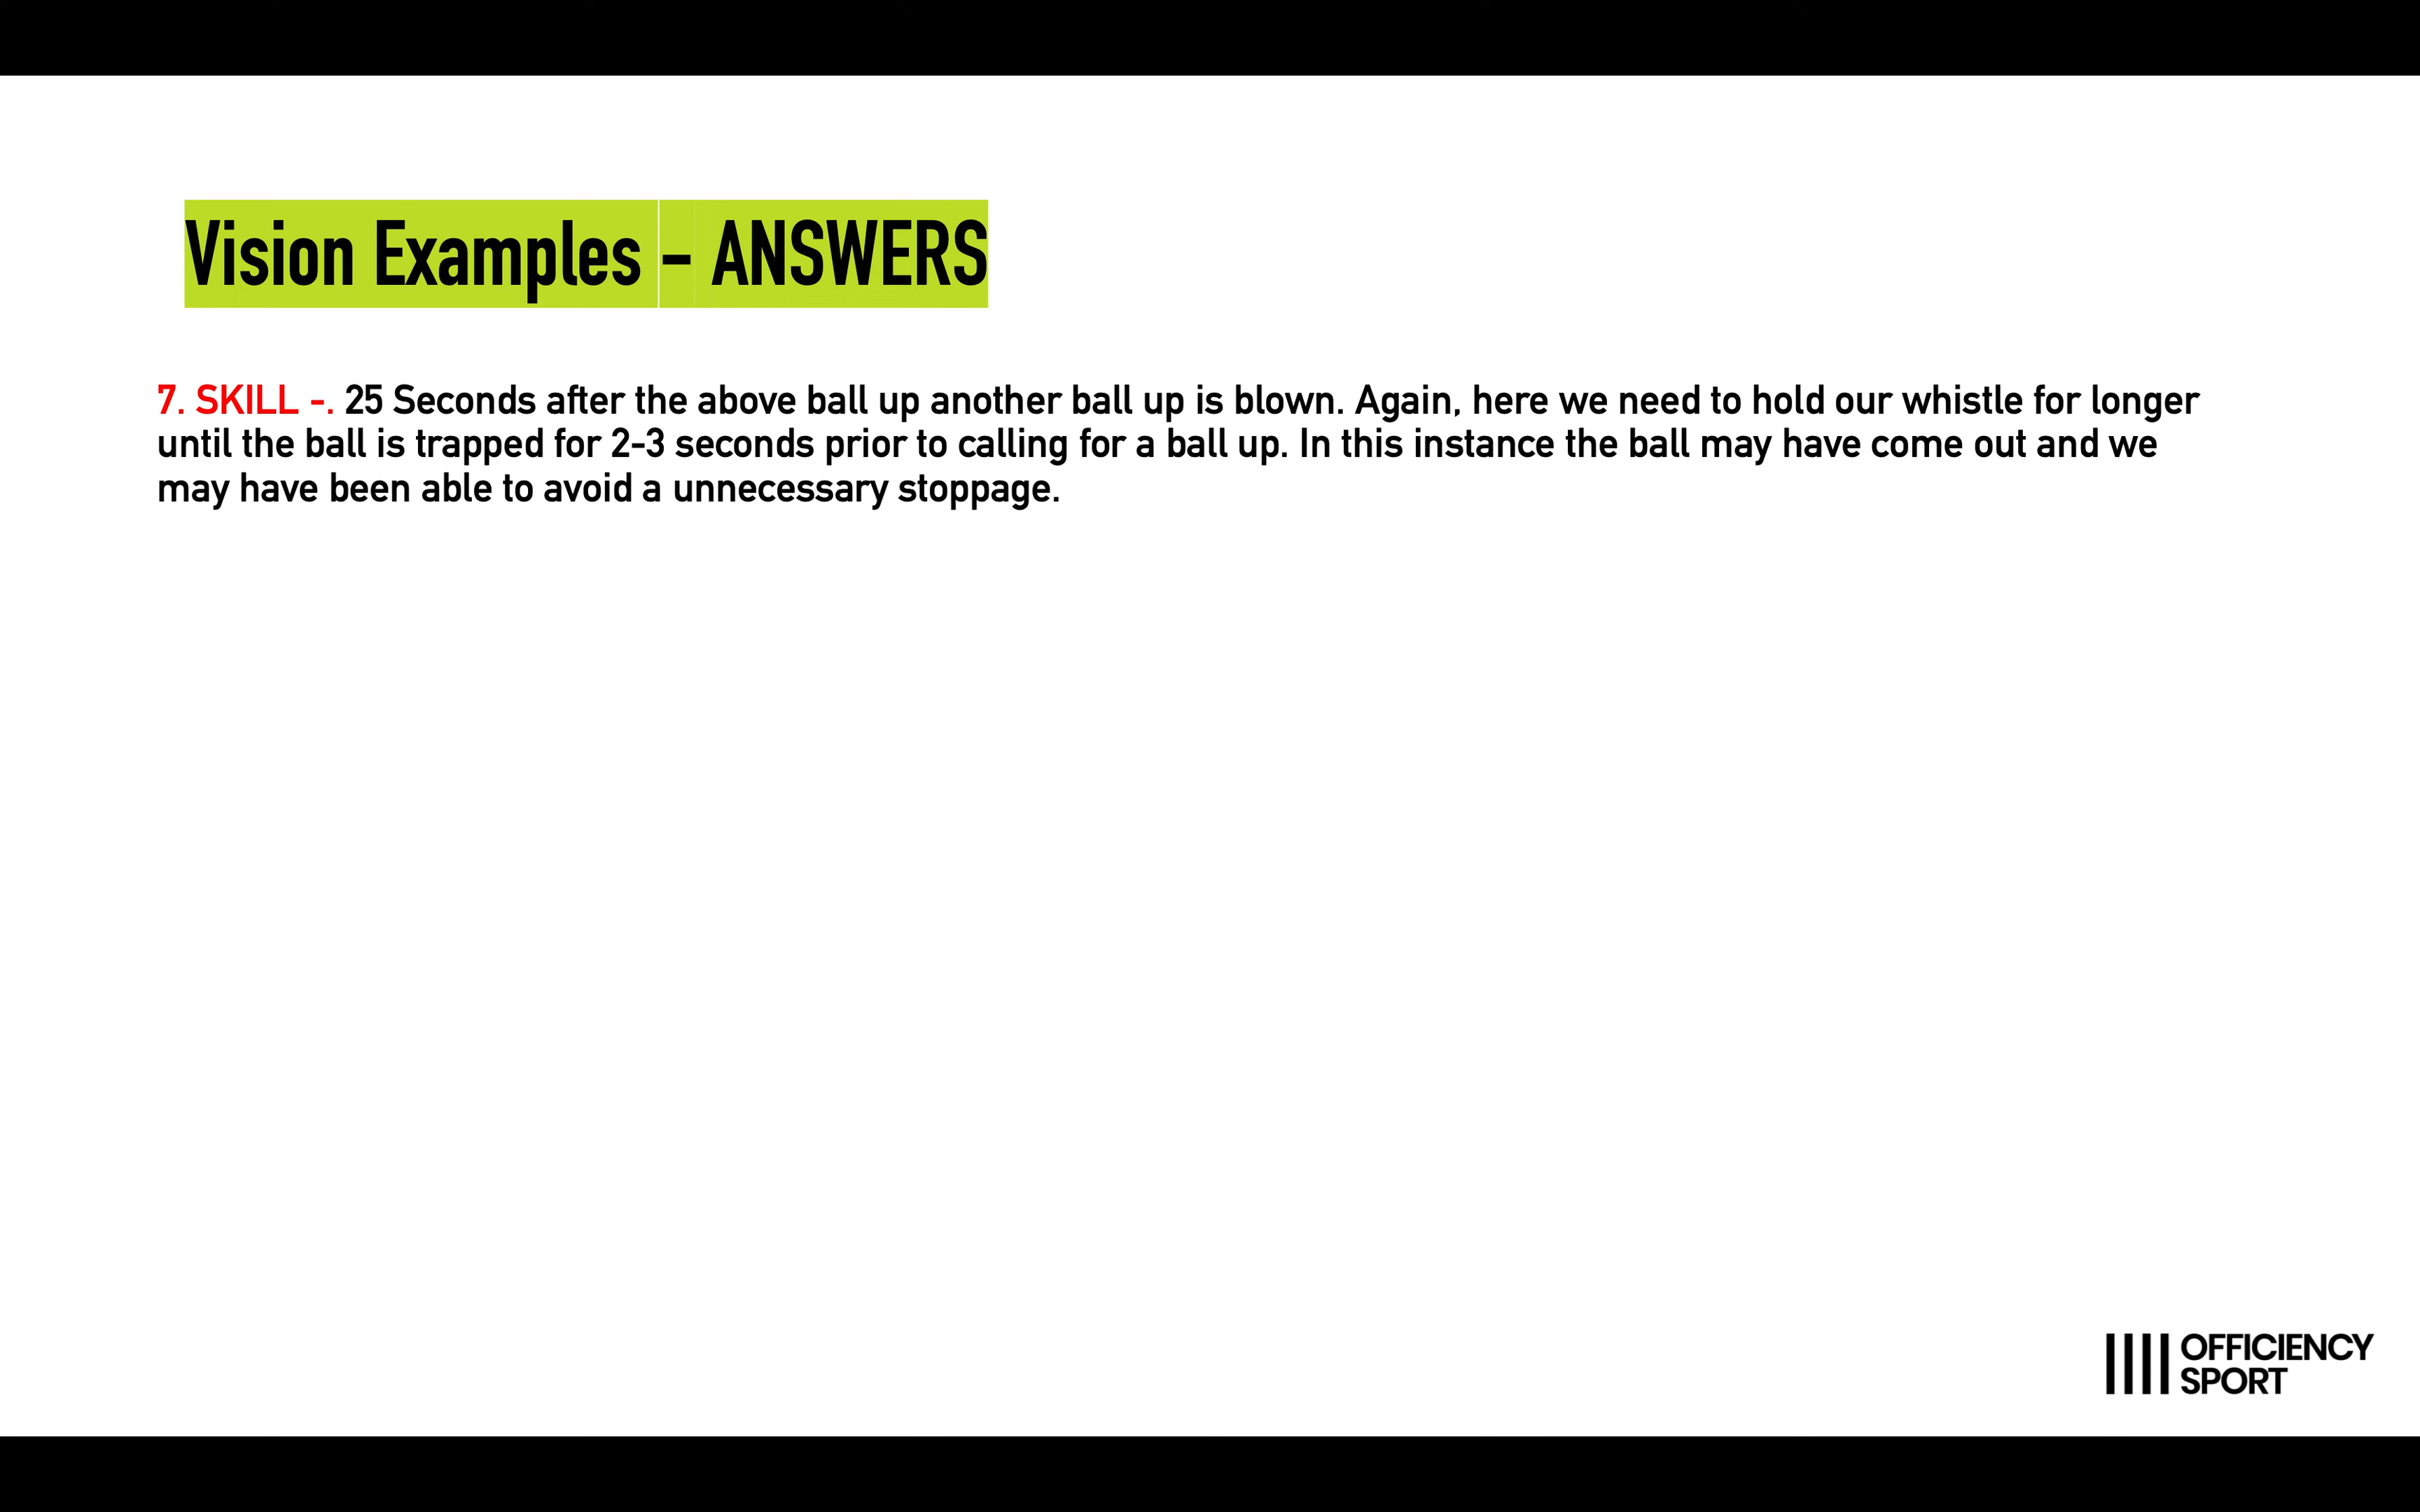 Vision Examples – ANSWERS
7. SKILL -. 25 Seconds after the above ball up another ball up is blown. Again, here we need to hold our whistle for longer
until the ball is trapped for 2-3 seconds prior to calling for a ball up. In this instance the ball may have come out and we
may have been able to avoid a unnecessary stoppage.
OFFICIENCY
SPORT